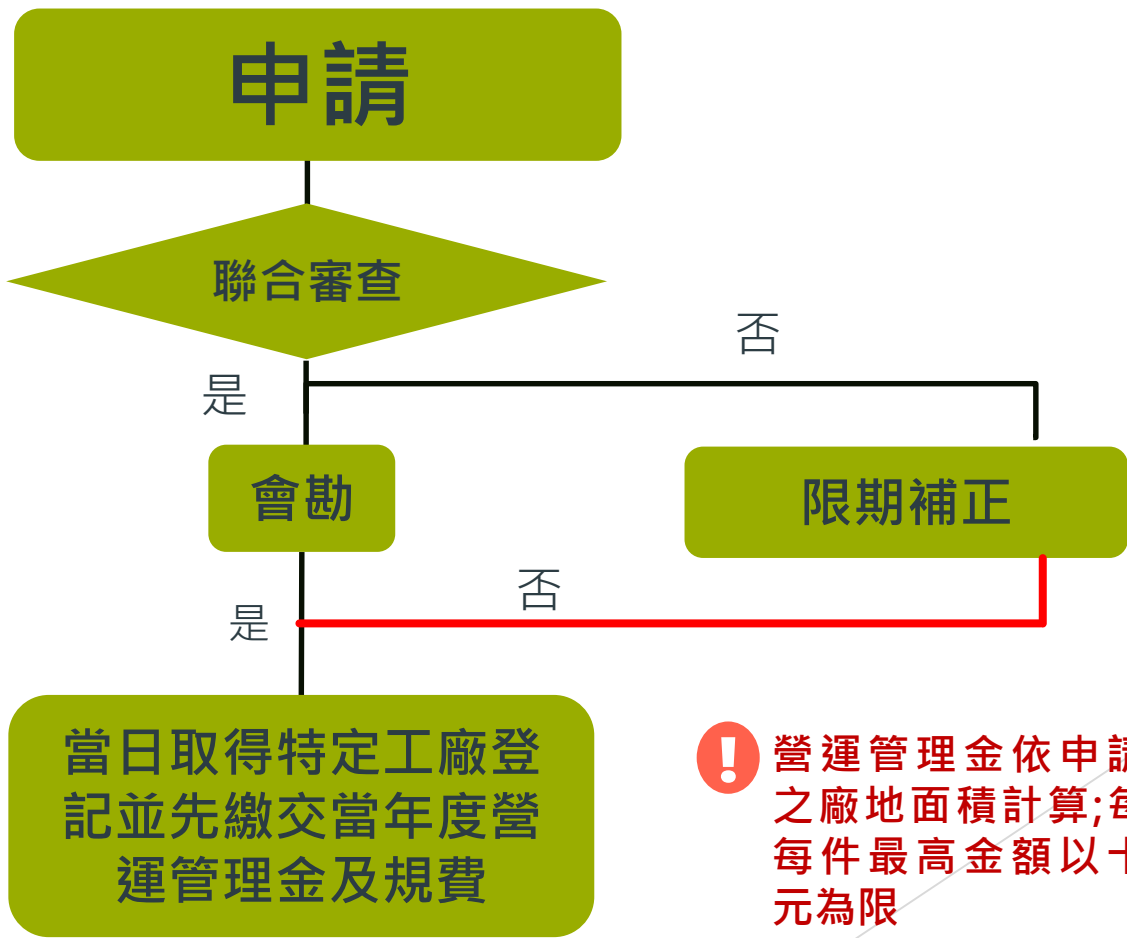 申請
聯合審查
否
是
會勘
限期補正
否
是
當日取得特定工廠登
記並先繳交當年度營
運管理金及規費
營運管理金依申請
之廠地面積計算;每
每件最高金額以十
元為限